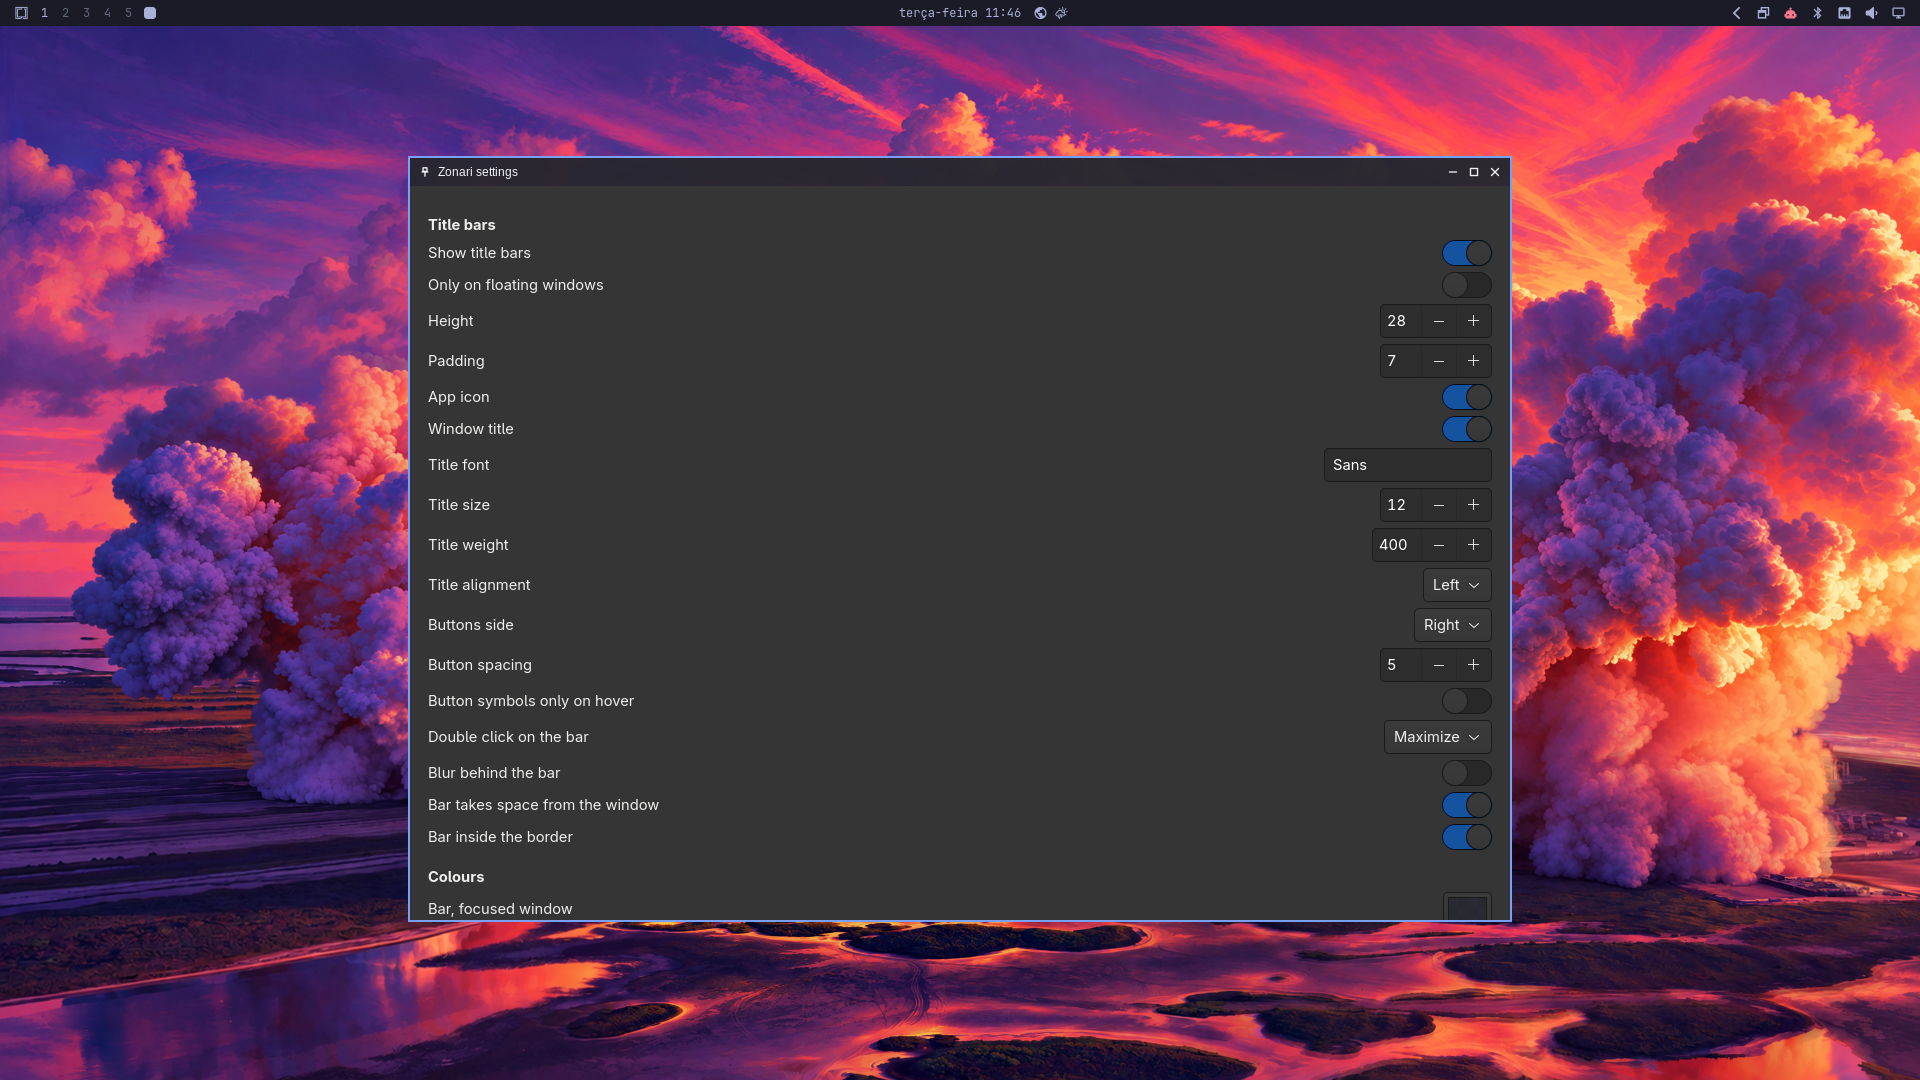 1 2 3 4 5
terça-feira 11:46
Zonari settings
Title bars
Show title bars
Only on floating windows
Height 28
Padding 7
App icon
Window title
Title font Sans
Title size 12
Title weight 400
Title alignment Left
Buttons side Right
Button spacing 5
Button symbols only on hover
Double click on the bar Maximize
Blur behind the bar
Bar takes space from the window
Bar inside the border
Colours
Bar, focused window